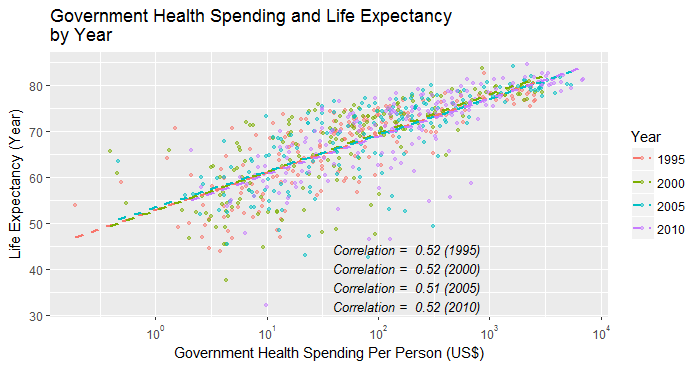 Government Health Spending and Life Expectancy
by Year
Life Expectancy (Year)
80
70
60
50
40
30
Correlation = 0.52 (1995)
Correlation = 0.52 (2000)
Correlation = 0.51 (2005)
Correlation = 0.52 (2010)
10⁰
10¹
10²
10³
10⁴
Government Health Spending Per Person (US$)
Year
1995
2000
2005
2010